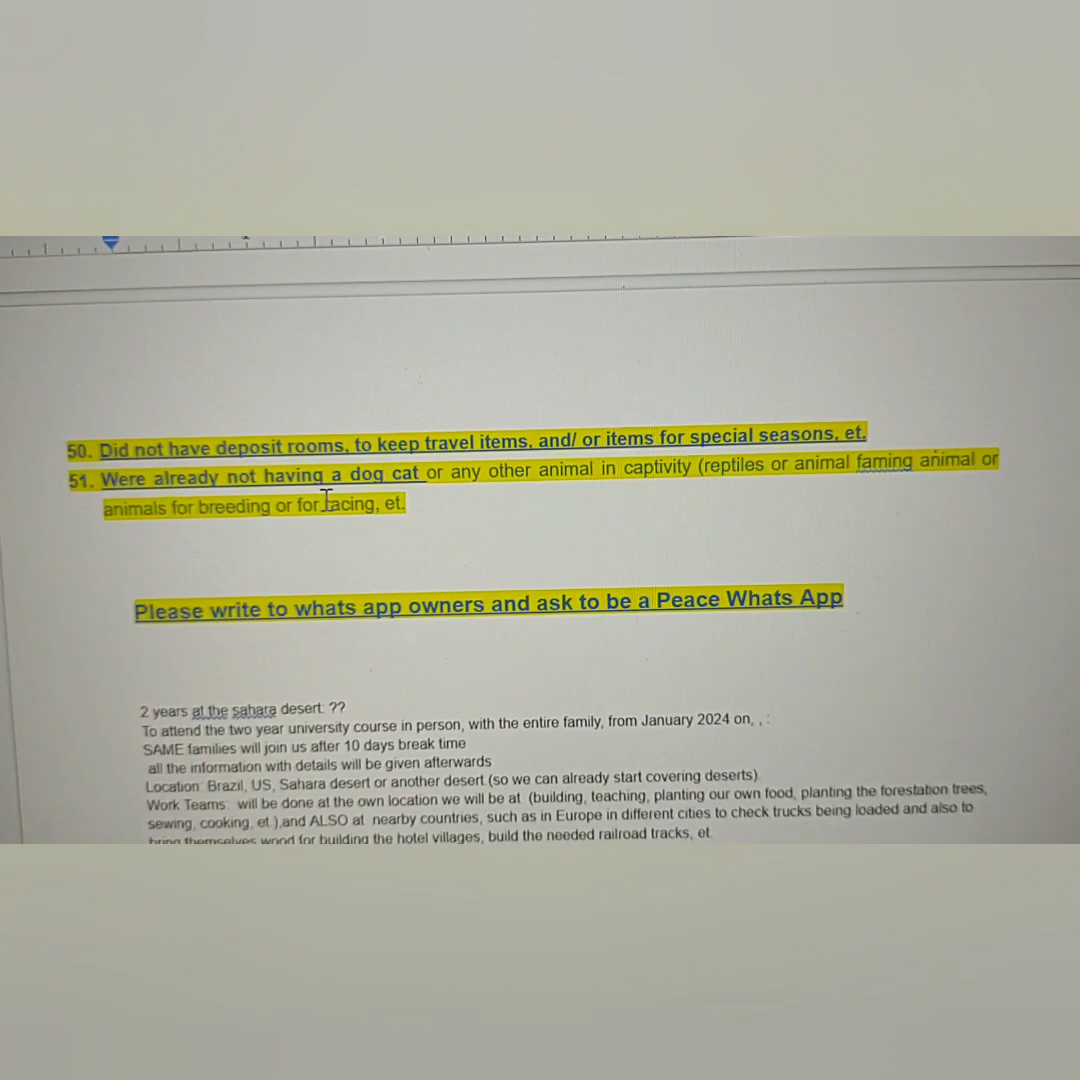 50. Did not have deposit rooms, to keep travel items, and/ or items for special seasons, et.
51. Were already not having a dog cat or any other animal in captivity (reptiles or animal faming animal or
animals for breeding or for racing, et.
Please write to whats app owners and ask to be a Peace Whats App
2 years at the sahara desert: ??
To attend the two year university course in person, with the entire family, from January 2024 on, , :
SAME families will join us after 10 days break time
all the information with details will be given afterwards
Location: Brazil, US, Sahara desert or another desert (so we can already start covering deserts).
Work Teams: will be done at the own location we will be at (building, teaching, planting our own food, planting the forestation trees,
sewing, cooking, et.),and ALSO at nearby countries, such as in Europe in different cities to check trucks being loaded and also to
bring themselves wood for building the hotel villages, build the needed railroad tracks, et.